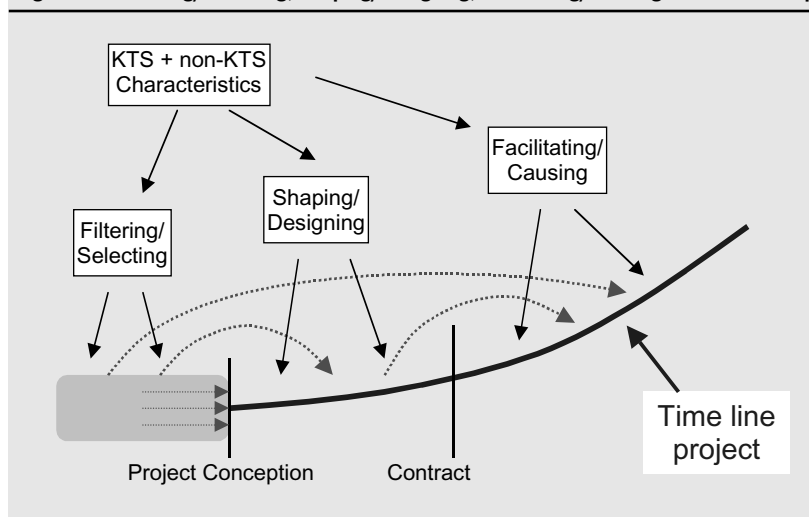 KTS + non-KTS
Characteristics
Facilitating/
Causing
Shaping/
Designing
Filtering/
Selecting
Time line
project
Project Conception
Contract